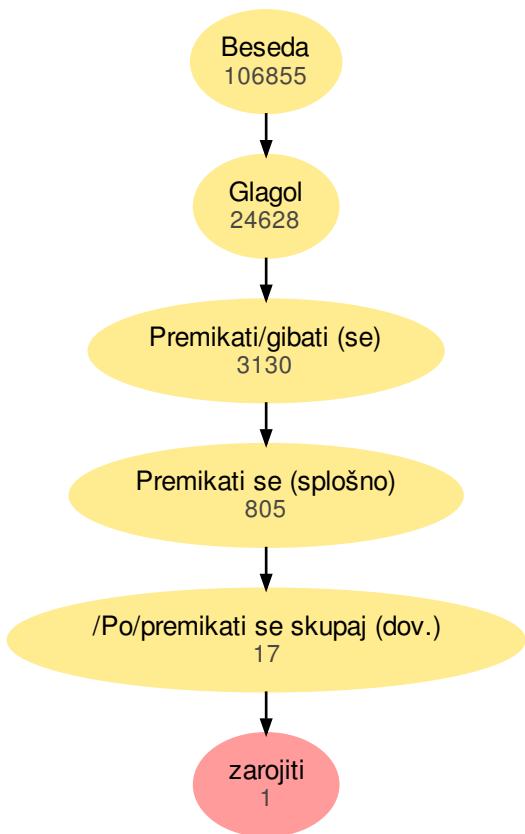 Beseda
106855
Glagol
24628
Premikati/gibati (se)
3130
Premikati se (splošno)
805
/Po/premikati se skupaj (dov.)
17
zarojiti
1